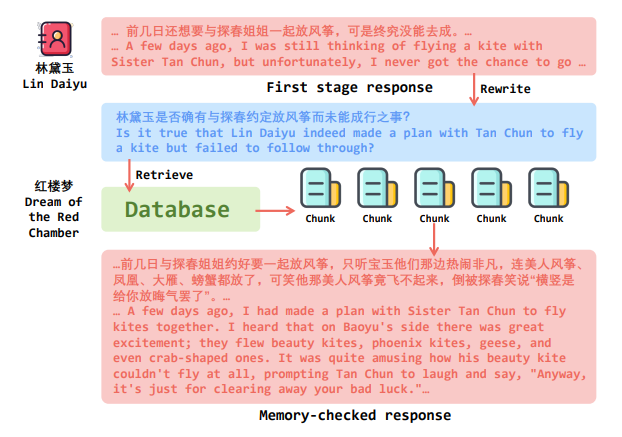 … 前几日还想要与探春姐姐一起放风筝，可是终究没能去成。…
… A few days ago, I was still thinking of flying a kite with
Sister Tan Chun, but unfortunately, I never got the chance to go …
林黛玉
Lin Daiyu
First stage response
Rewrite
林黛玉是否确有与探春约定放风筝而未能成行之事?
Is it true that Lin Daiyu indeed made a plan with Tan Chun to fly
a kite but failed to follow through?
Retrieve
红楼梦
Dream of
the Red
Chamber
Database
Chunk
Chunk
Chunk
Chunk
Chunk
…前几日与探春姐姐约好要一起放风筝，只听宝玉他们那边热闹非凡，连美人风筝、
凤凰、大雁、螃蟹都放了，可笑他那美人风筝竟飞不起来，倒被探春笑说“横竖是
给你放晦气罢了”。…
… A few days ago, I had made a plan with Sister Tan Chun to fly
kites together. I heard that on Baoyu's side there was great
excitement; they flew beauty kites, phoenix kites, geese, and
even crab-shaped ones. It was quite amusing how his beauty kite
couldn't fly at all, prompting Tan Chun to laugh and say, "Anyway,
it's just for clearing away your bad luck."…
Memory-checked response